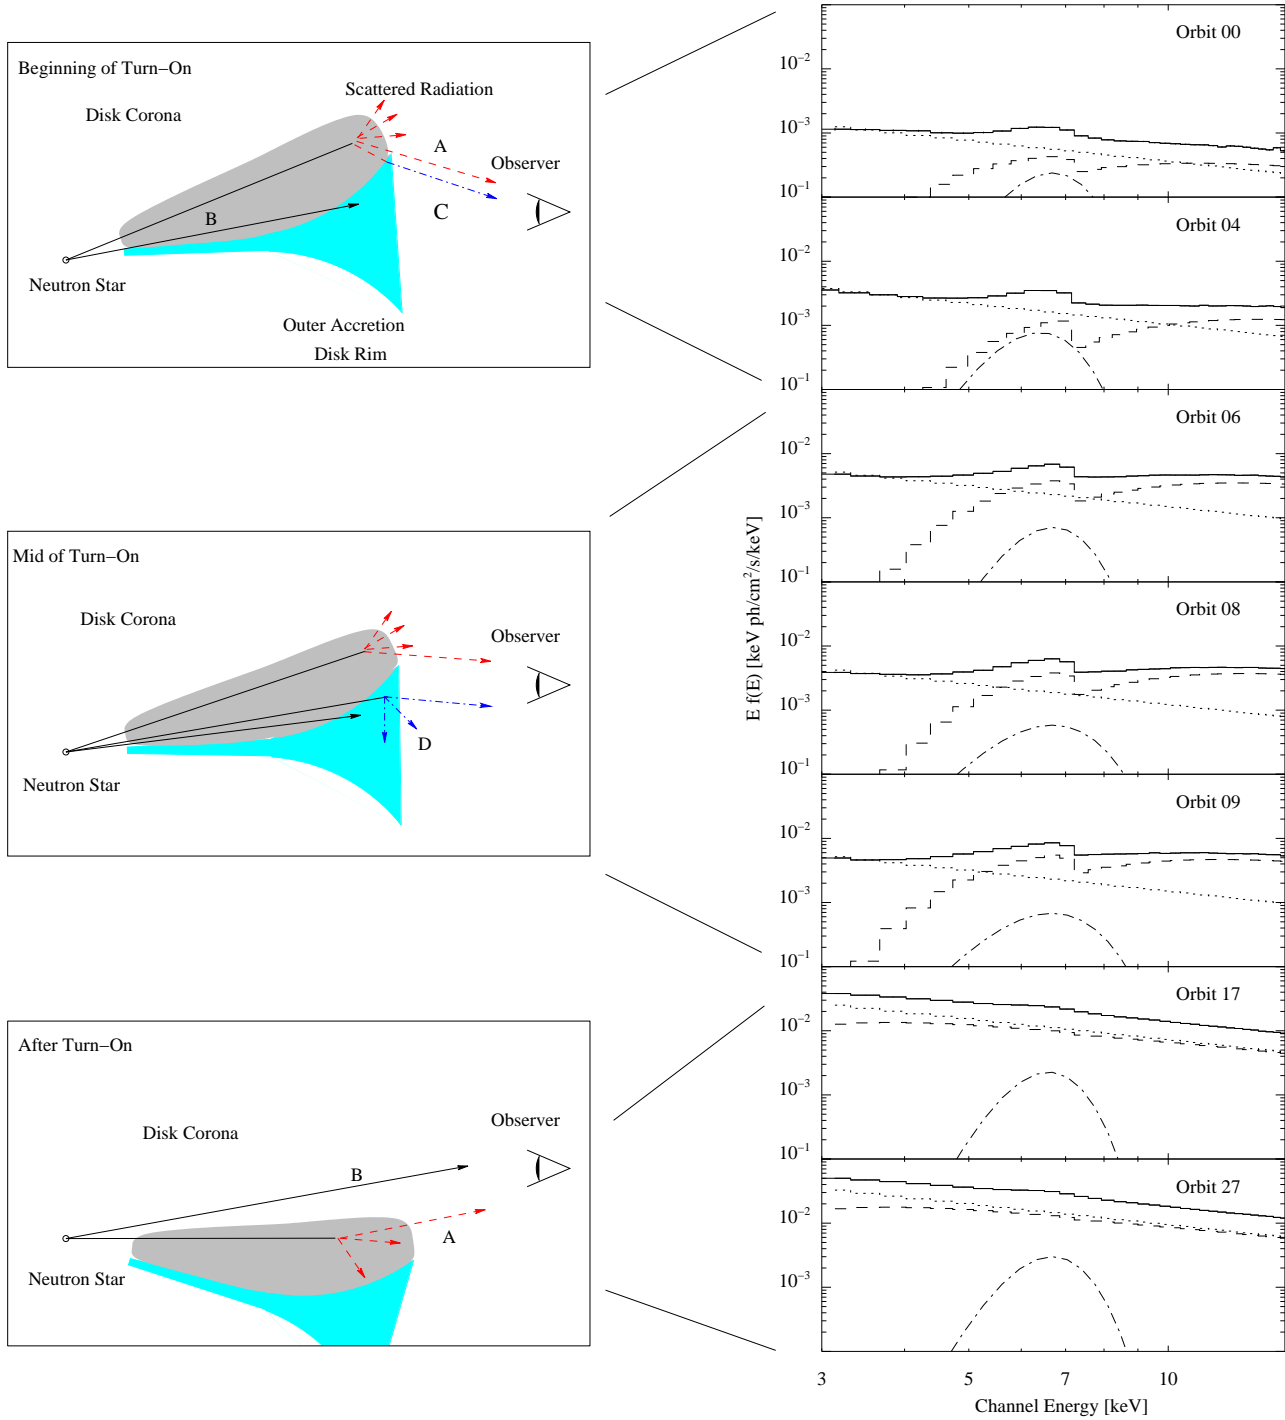 Beginning of Turn−On
Disk Corona
Scattered Radiation
A
Observer
B
C
Neutron Star
Outer Accretion
Disk Rim
Mid of Turn−On
Disk Corona
Observer
D
Neutron Star
After Turn−On
Disk Corona
Observer
B
A
Neutron Star
Orbit 00
10⁻²
10⁻³
10⁻¹
Orbit 04
10⁻²
10⁻³
10⁻¹
Orbit 06
10⁻²
10⁻³
10⁻¹
Orbit 08
10⁻²
10⁻³
10⁻¹
Orbit 09
10⁻²
10⁻³
10⁻¹
Orbit 17
10⁻²
10⁻³
10⁻¹
Orbit 27
10⁻²
10⁻³
E f(E) [keV ph/cm²/s/keV]
3 5 7 10
Channel Energy [keV]